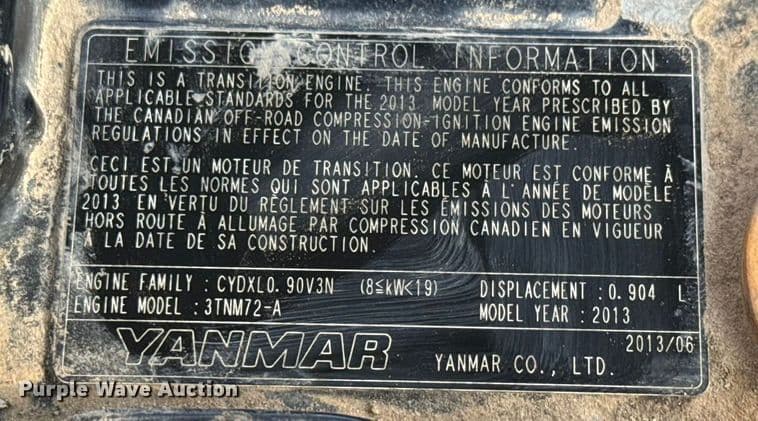 EMISSION CONTROL INFORMATION
THIS IS A TRANSITION ENGINE. THIS ENGINE CONFORMS TO ALL
APPLICABLE STANDARDS FOR THE 2013 MODEL YEAR PRESCRIBED BY
THE CANADIAN OFF-ROAD COMPRESSION-IGNITION ENGINE EMISSION
REGULATIONS IN EFFECT ON THE DATE OF MANUFACTURE.
CECI EST UN MOTEUR DE TRANSITION. CE MOTEUR EST CONFORME À
TOUTES LES NORMES QUI SONT APPLICABLES À L'ANNÉE DE MODÈLE
2013 EN VERTU DU RÈGLEMENT SUR LES ÉMISSIONS DES MOTEURS
HORS ROUTE À ALLUMAGE PAR COMPRESSION CANADIEN EN VIGUEUR
À LA DATE DE SA CONSTRUCTION.
ENGINE FAMILY : CYDXL0.90V3N (8≦kW<19) DISPLACEMENT : 0.904 L
ENGINE MODEL : 3TNM72-A MODEL YEAR : 2013
2013/06
YANMAR YANMAR CO., LTD.
Purple Wave Auction